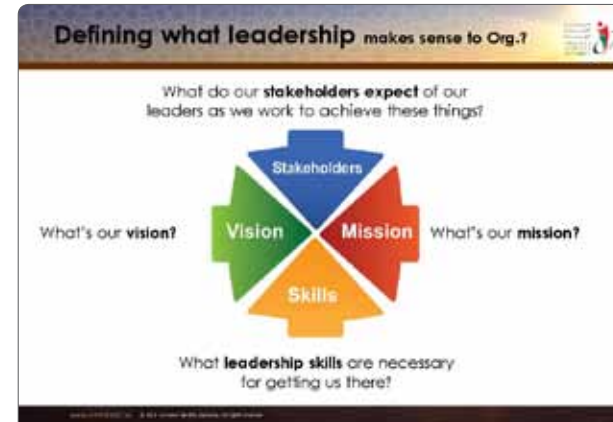 Defining what leadership makes sense to Org.?
What do our stakeholders expect of our
leaders as we work to achieve these things?
Stakeholders
What's our vision?
Vision
Mission
What's our mission?
Skills
What leadership skills are necessary
for getting us there?